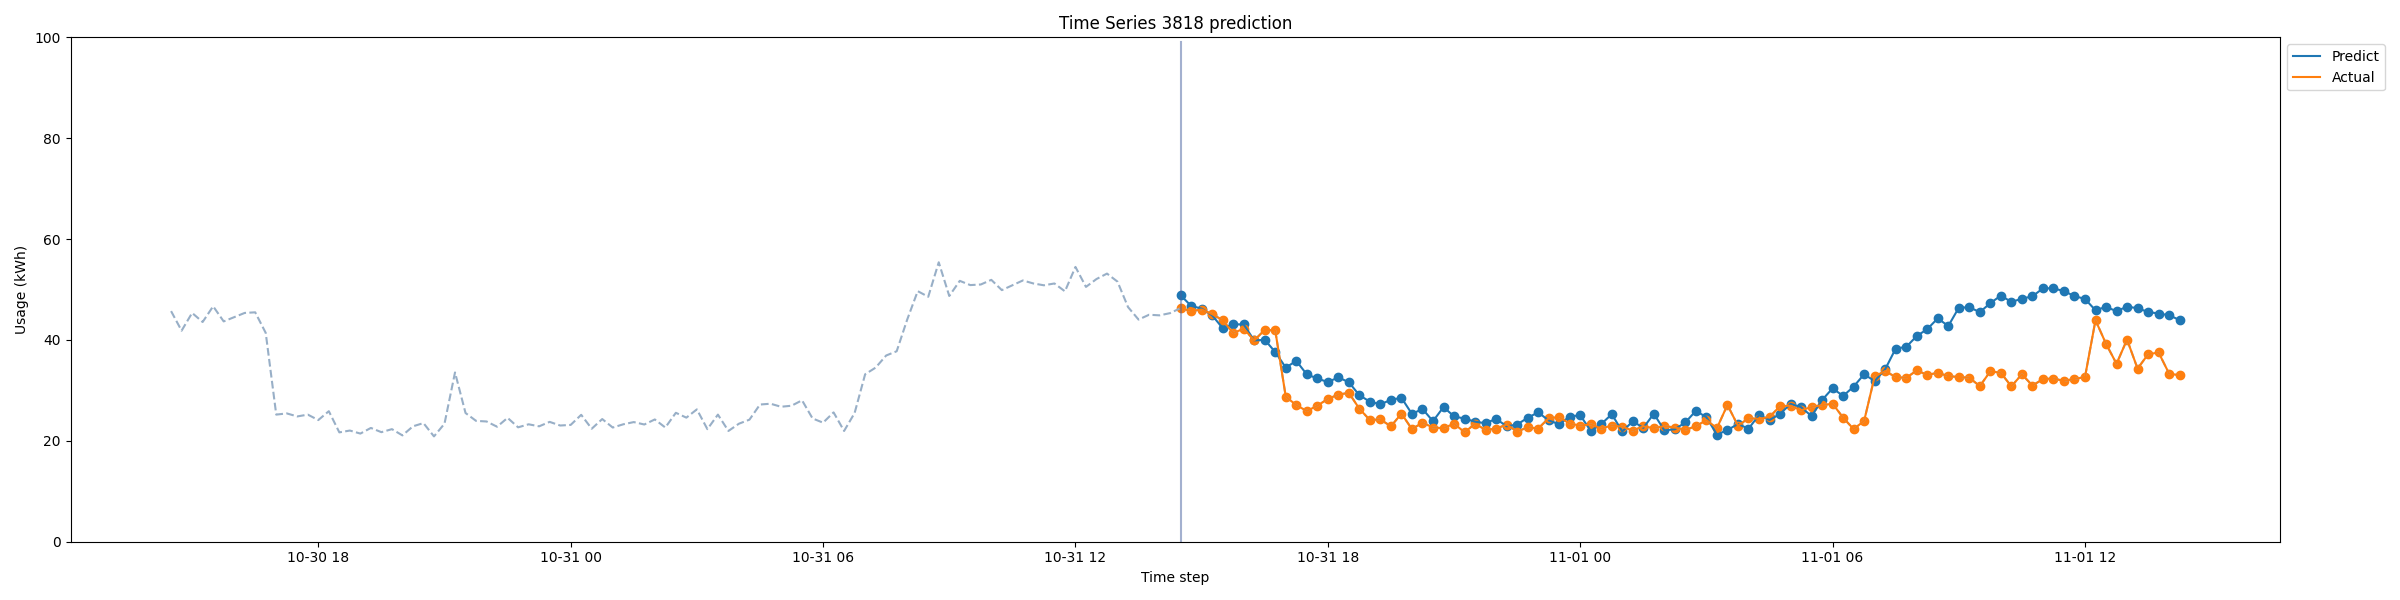 Time Series 3818 prediction
100
80
60
40
20
0
Usage (kWh)
10-30 18
10-31 00
10-31 06
10-31 12
10-31 18
11-01 00
11-01 06
11-01 12
Time step
Predict
Actual